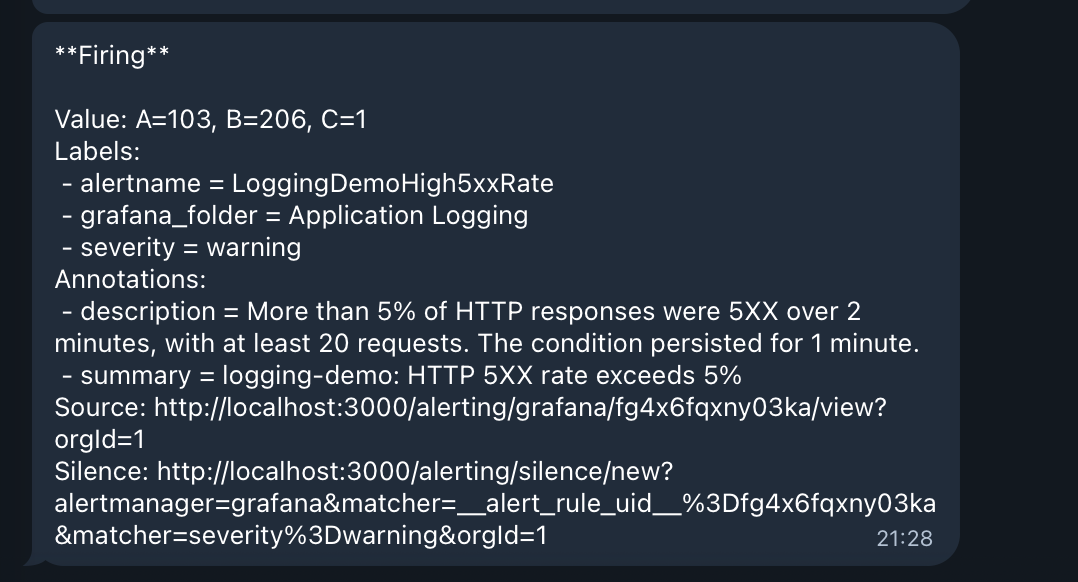 **Firing**
Value: A=103, B=206, C=1
Labels:
- alertname = LoggingDemoHigh5xxRate
- grafana_folder = Application Logging
- severity = warning
Annotations:
- description = More than 5% of HTTP responses were 5XX over 2
minutes, with at least 20 requests. The condition persisted for 1 minute.
- summary = logging-demo: HTTP 5XX rate exceeds 5%
Source: http://localhost:3000/alerting/grafana/fg4x6fqxny03ka/view?
orgId=1
Silence: http://localhost:3000/alerting/silence/new?
alertmanager=grafana&matcher=__alert_rule_uid__%3Dfg4x6fqxny03ka
&matcher=severity%3Dwarning&orgId=1
21:28